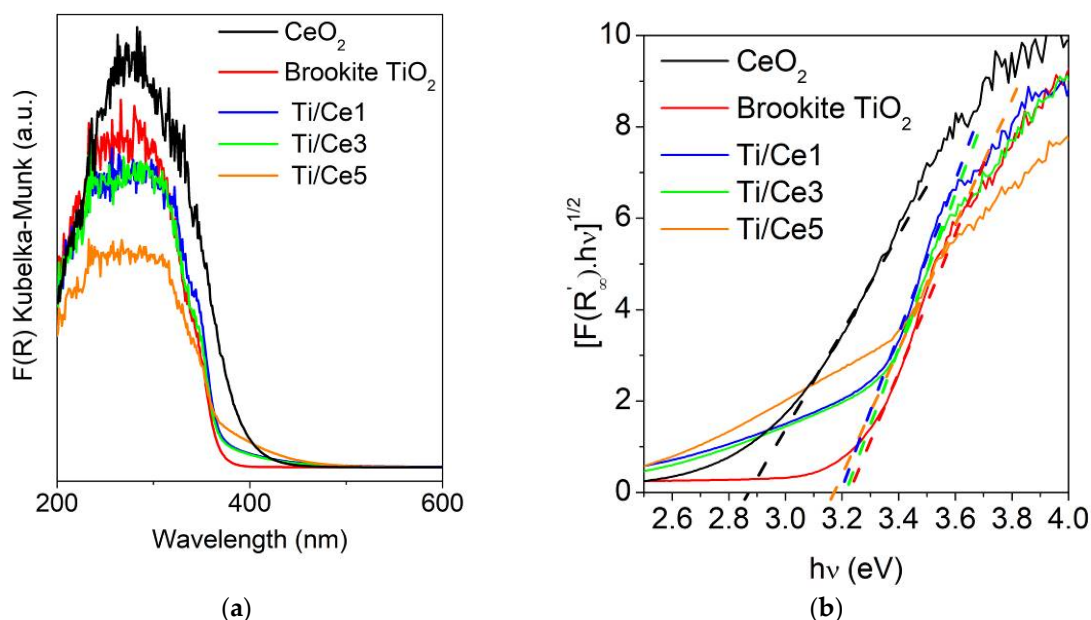 CeO₂
Brookite TiO₂
Ti/Ce1
Ti/Ce3
Ti/Ce5
F(R) Kubelka-Munk (a.u.)
200
400
600
Wavelength (nm)
(a)
CeO₂
Brookite TiO₂
Ti/Ce1
Ti/Ce3
Ti/Ce5
[F(R'∞).hν]^1/2
10
8
6
4
2
0
2.6 2.8 3.0 3.2 3.4 3.6 3.8 4.0
hν (eV)
(b)